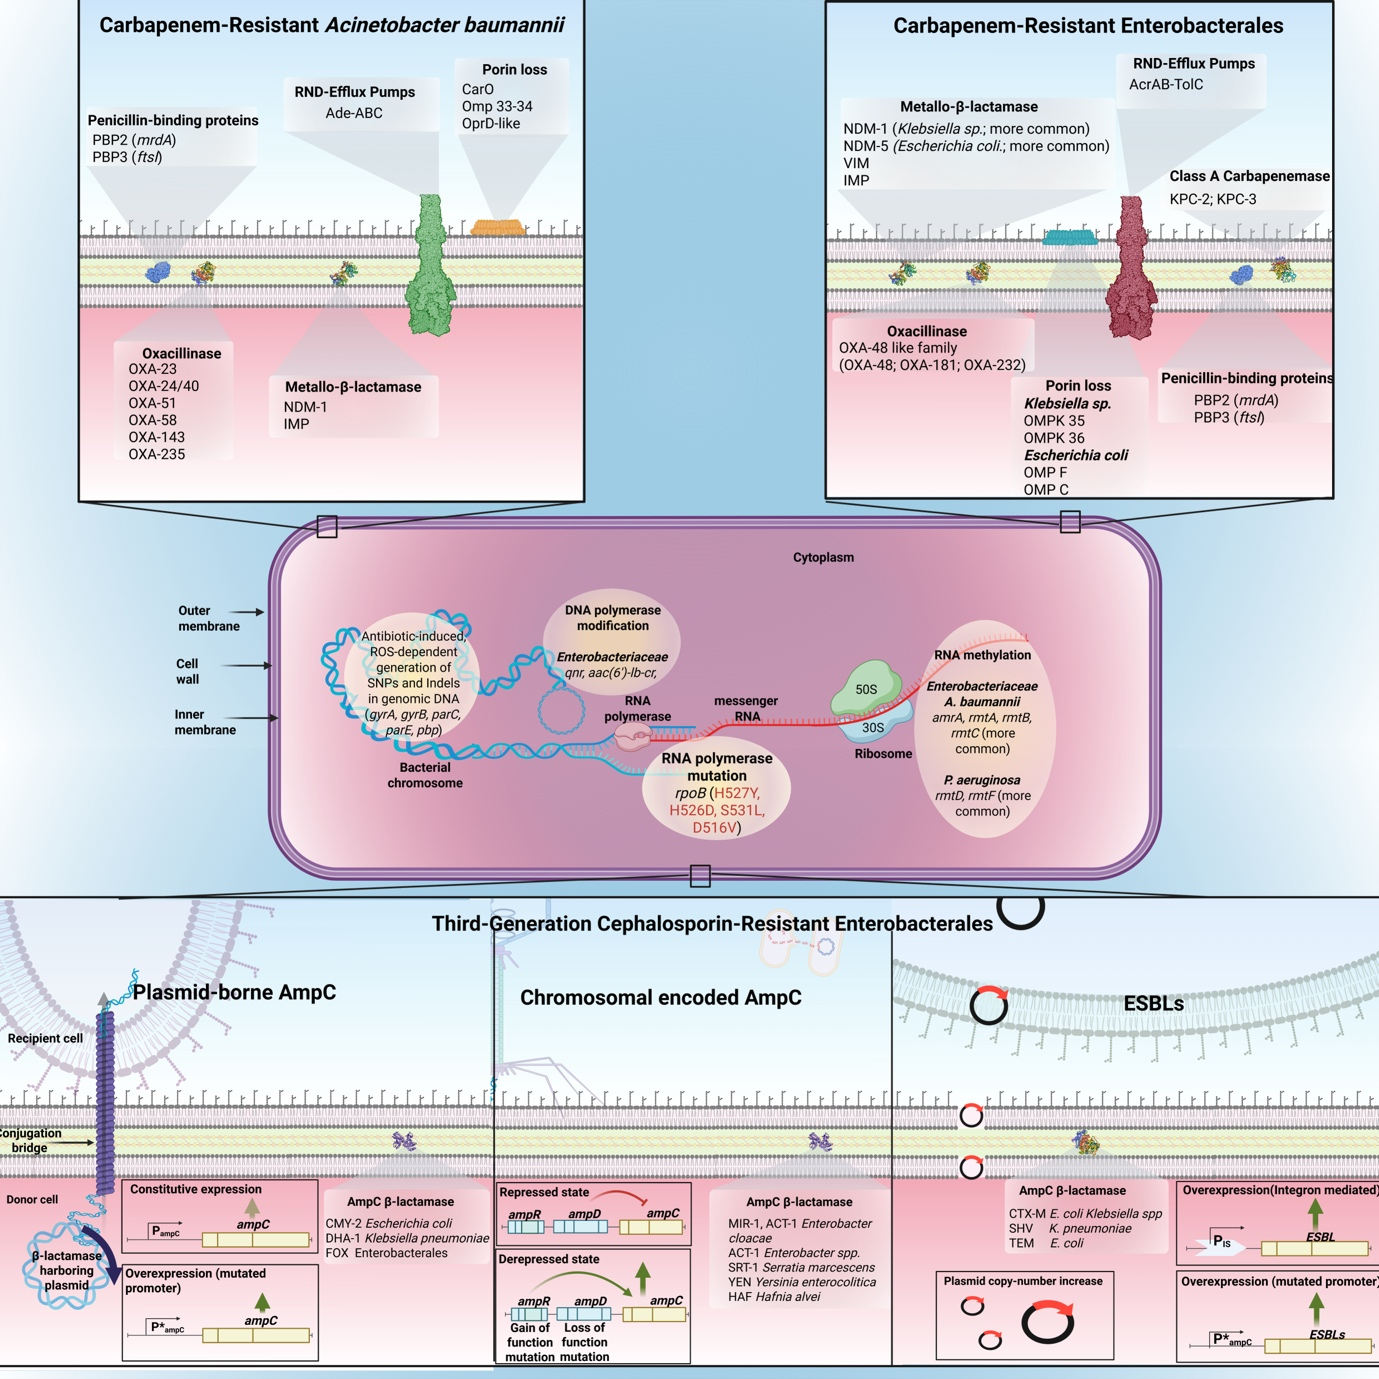 Carbapenem-Resistant Acinetobacter baumannii
Penicillin-binding proteins
PBP2 (mrdA)
PBP3 (ftsI)
RND-Efflux Pumps
Ade-ABC
Porin loss
CarO
Omp 33-34
OprD-like
Oxacillinase
OXA-23
OXA-24/40
OXA-51
OXA-58
OXA-143
OXA-235
Metallo-β-lactamase
NDM-1
IMP
Carbapenem-Resistant Enterobacterales
RND-Efflux Pumps
AcrAB-TolC
Metallo-β-lactamase
NDM-1 (Klebsiella sp.; more common)
NDM-5 (Escherichia coli.; more common)
VIM
IMP
Class A Carbapenemase
KPC-2; KPC-3
Oxacillinase
OXA-48 like family
(OXA-48; OXA-181; OXA-232)
Porin loss
Klebsiella sp.
OMPK 35
OMPK 36
Escherichia coli
OMP F
OMP C
Penicillin-binding proteins
PBP2 (mrdA)
PBP3 (ftsI)
Cytoplasm
Outer
membrane
Cell
wall
Inner
membrane
Antibiotic-induced,
ROS-dependent
generation of
SNPs and Indels
in genomic DNA
(gyrA, gyrB, parC,
parE, pbp)
Bacterial
chromosome
DNA polymerase
modification
Enterobacteriaceae
qnr, aac(6')-Ib-cr,
RNA
polymerase
messenger
RNA
RNA polymerase
mutation
rpoB (H527Y,
H526D, S531L,
D516V)
50S
30S
Ribosome
RNA methylation
Enterobacteriaceae
A. baumannii
amrA, rmtA, rmtB,
rmtC (more
common)
P. aeruginosa
rmtD, rmtF (more
common)
Third-Generation Cephalosporin-Resistant Enterobacterales
Plasmid-borne AmpC
Recipient cell
Conjugation
bridge
Donor cell
β-lactamase
harboring
plasmid
Constitutive expression
PampC
ampC
Overexpression (mutated
promoter)
P*ampC
ampC
AmpC β-lactamase
CMY-2 Escherichia coli
DHA-1 Klebsiella pneumoniae
FOX Enterobacterales
Chromosomal encoded AmpC
Repressed state
ampR ampD ampC
Derepressed state
ampR ampD ampC
Gain of
function
mutation
Loss of
function
mutation
AmpC β-lactamase
MIR-1, ACT-1 Enterobacter
cloacae
ACT-1 Enterobacter spp.
SRT-1 Serratia marcescens
YEN Yersinia enterocolitica
HAF Hafnia alvei
ESBLs
AmpC β-lactamase
CTX-M E. coli Klebsiella spp
SHV K. pneumoniae
TEM E. coli
Plasmid copy-number increase
Overexpression(Integron mediated)
PIS
ESBL
Overexpression (mutated promoter)
P*ampC
ESBLs